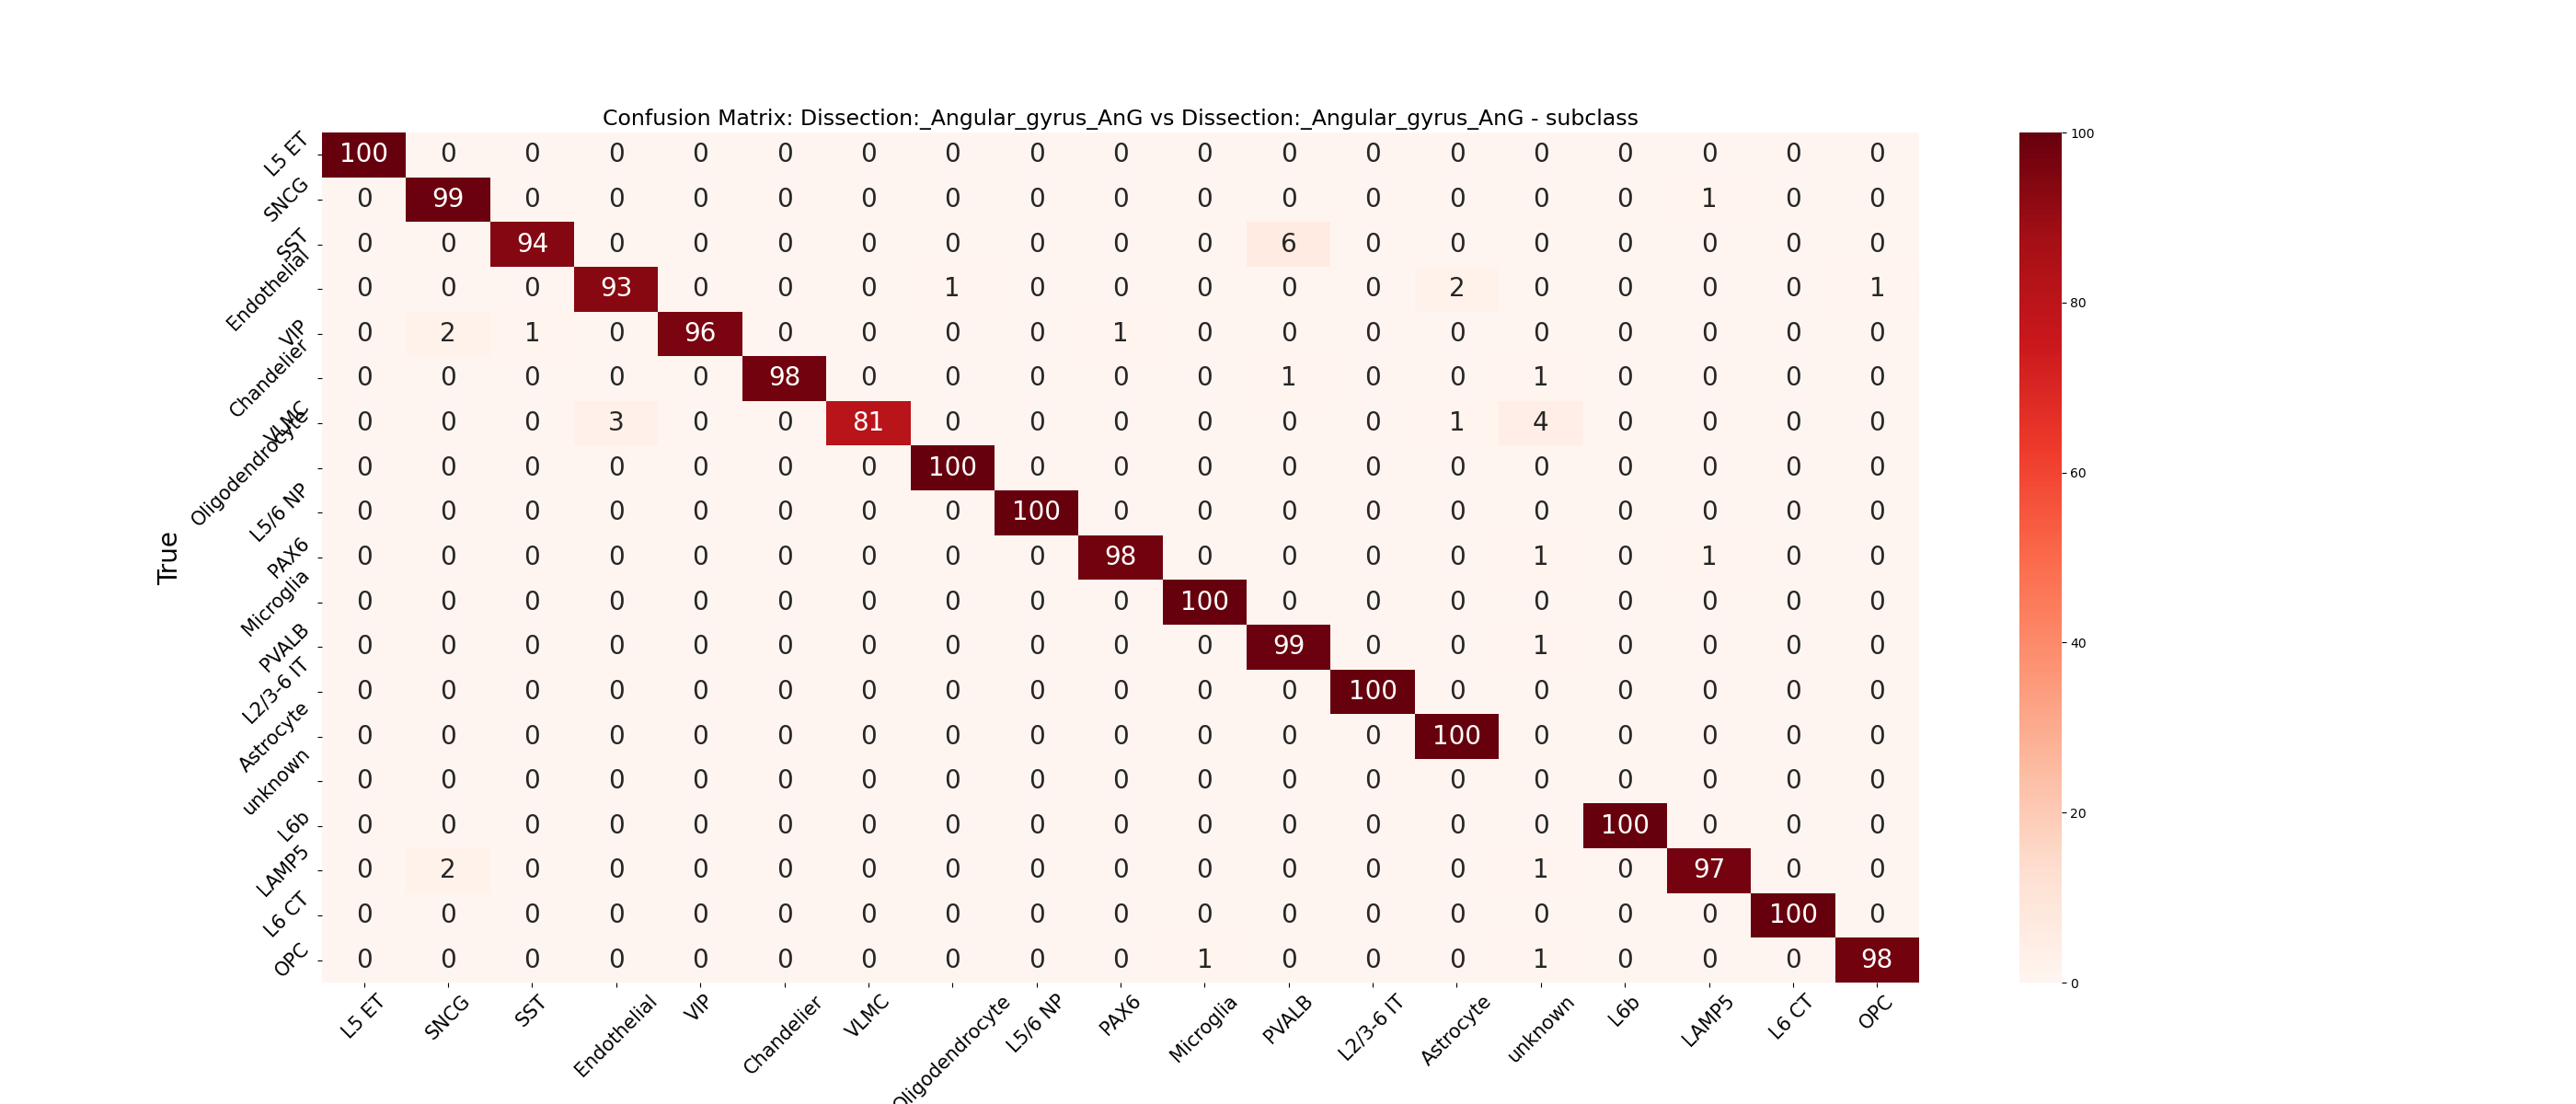 Confusion Matrix: Dissection:_Angular_gyrus_AnG vs Dissection:_Angular_gyrus_AnG - subclass
True
L5 ET 100 0 0 0 0 0 0 0 0 0 0 0 0 0 0 0 0 0 0
SNCG 0 99 0 0 0 0 0 0 0 0 0 0 0 0 0 0 1 0 0
SST 0 0 94 0 0 0 0 0 0 0 0 6 0 0 0 0 0 0 0
Endothelial 0 0 0 93 0 0 0 1 0 0 0 0 0 2 0 0 0 0 1
VIP 0 2 1 0 96 0 0 0 0 1 0 0 0 0 0 0 0 0 0
Chandelier 0 0 0 0 0 98 0 0 0 0 0 1 0 0 1 0 0 0 0
VLMC 0 0 0 3 0 0 81 0 0 0 0 0 0 1 4 0 0 0 0
Oligodendrocyte 0 0 0 0 0 0 0 100 0 0 0 0 0 0 0 0 0 0 0
L5/6 NP 0 0 0 0 0 0 0 0 100 0 0 0 0 0 0 0 0 0 0
PAX6 0 0 0 0 0 0 0 0 0 98 0 0 0 0 1 0 1 0 0
Microglia 0 0 0 0 0 0 0 0 0 0 100 0 0 0 0 0 0 0 0
PVALB 0 0 0 0 0 0 0 0 0 0 0 99 0 0 1 0 0 0 0
L2/3-6 IT 0 0 0 0 0 0 0 0 0 0 0 0 100 0 0 0 0 0 0
Astrocyte 0 0 0 0 0 0 0 0 0 0 0 0 0 100 0 0 0 0 0
unknown 0 0 0 0 0 0 0 0 0 0 0 0 0 0 0 0 0 0 0
L6b 0 0 0 0 0 0 0 0 0 0 0 0 0 0 0 100 0 0 0
LAMP5 0 2 0 0 0 0 0 0 0 0 0 0 0 0 1 0 97 0 0
L6 CT 0 0 0 0 0 0 0 0 0 0 0 0 0 0 0 0 0 100 0
OPC 0 0 0 0 0 0 0 0 0 0 1 0 0 0 1 0 0 0 98
L5 ET SNCG SST Endothelial VIP Chandelier VLMC Oligodendrocyte L5/6 NP PAX6 Microglia PVALB L2/3-6 IT Astrocyte unknown L6b LAMP5 L6 CT OPC
100
80
60
40
20
0